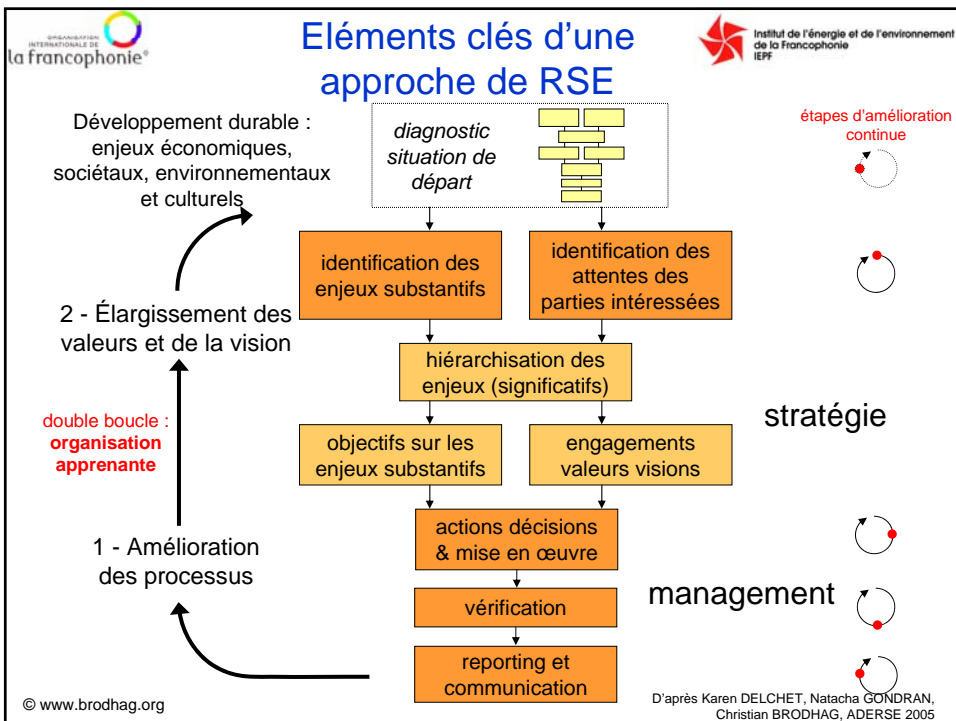 ORGANISATION
INTERNATIONALE DE
la francophonie
Eléments clés d'une
approche de RSE
Institut de l'énergie et de l'environnement
de la Francophonie
IEPF
Développement durable :
enjeux économiques,
sociétaux, environnementaux
et culturels
diagnostic
situation de
départ
étapes d'amélioration
continue
identification des
enjeux substantifs
identification des
attentes des
parties intéressées
2 - Élargissement des
valeurs et de la vision
hiérarchisation des
enjeux (significatifs)
stratégie
double boucle :
organisation
apprenante
objectifs sur les
enjeux substantifs
engagements
valeurs visions
1 - Amélioration
des processus
actions décisions
& mise en œuvre
management
vérification
reporting et
communication
© www.brodhag.org
D'après Karen DELCHET, Natacha GONDRAN,
Christian BRODHAG, ADERSE 2005